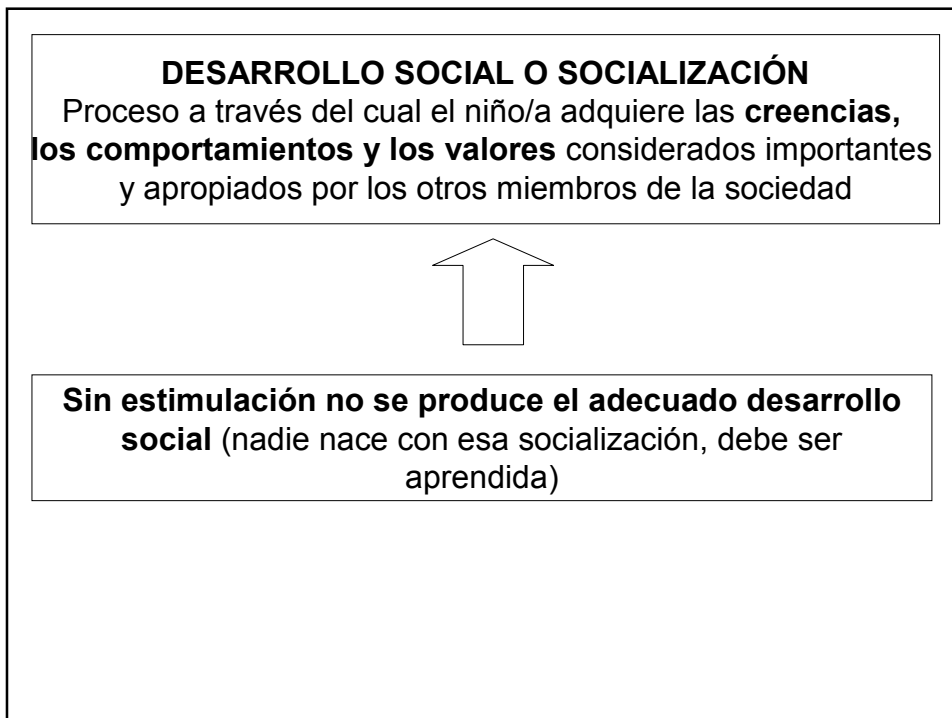 DESARROLLO SOCIAL O SOCIALIZACIÓN
Proceso a través del cual el niño/a adquiere las creencias,
los comportamientos y los valores considerados importantes
y apropiados por los otros miembros de la sociedad
Sin estimulación no se produce el adecuado desarrollo
social (nadie nace con esa socialización, debe ser
aprendida)